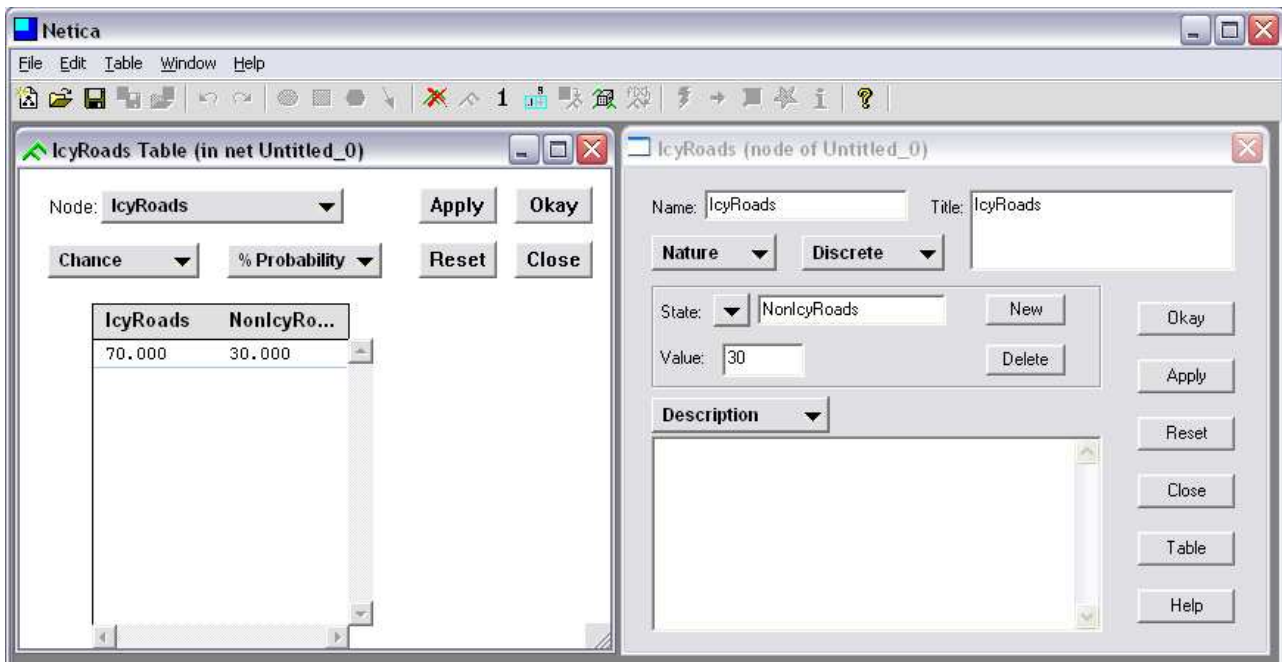 Netica
File Edit Table Window Help
1
IcyRoads Table (in net Untitled_0)
Node: IcyRoads
Apply Okay
Chance % Probability Reset Close
IcyRoads NonIcyRo...
70.000 30.000
IcyRoads (node of Untitled_0)
Name: IcyRoads Title: IcyRoads
Nature Discrete
State: NonIcyRoads New
Value: 30 Delete
Description
Okay
Apply
Reset
Close
Table
Help